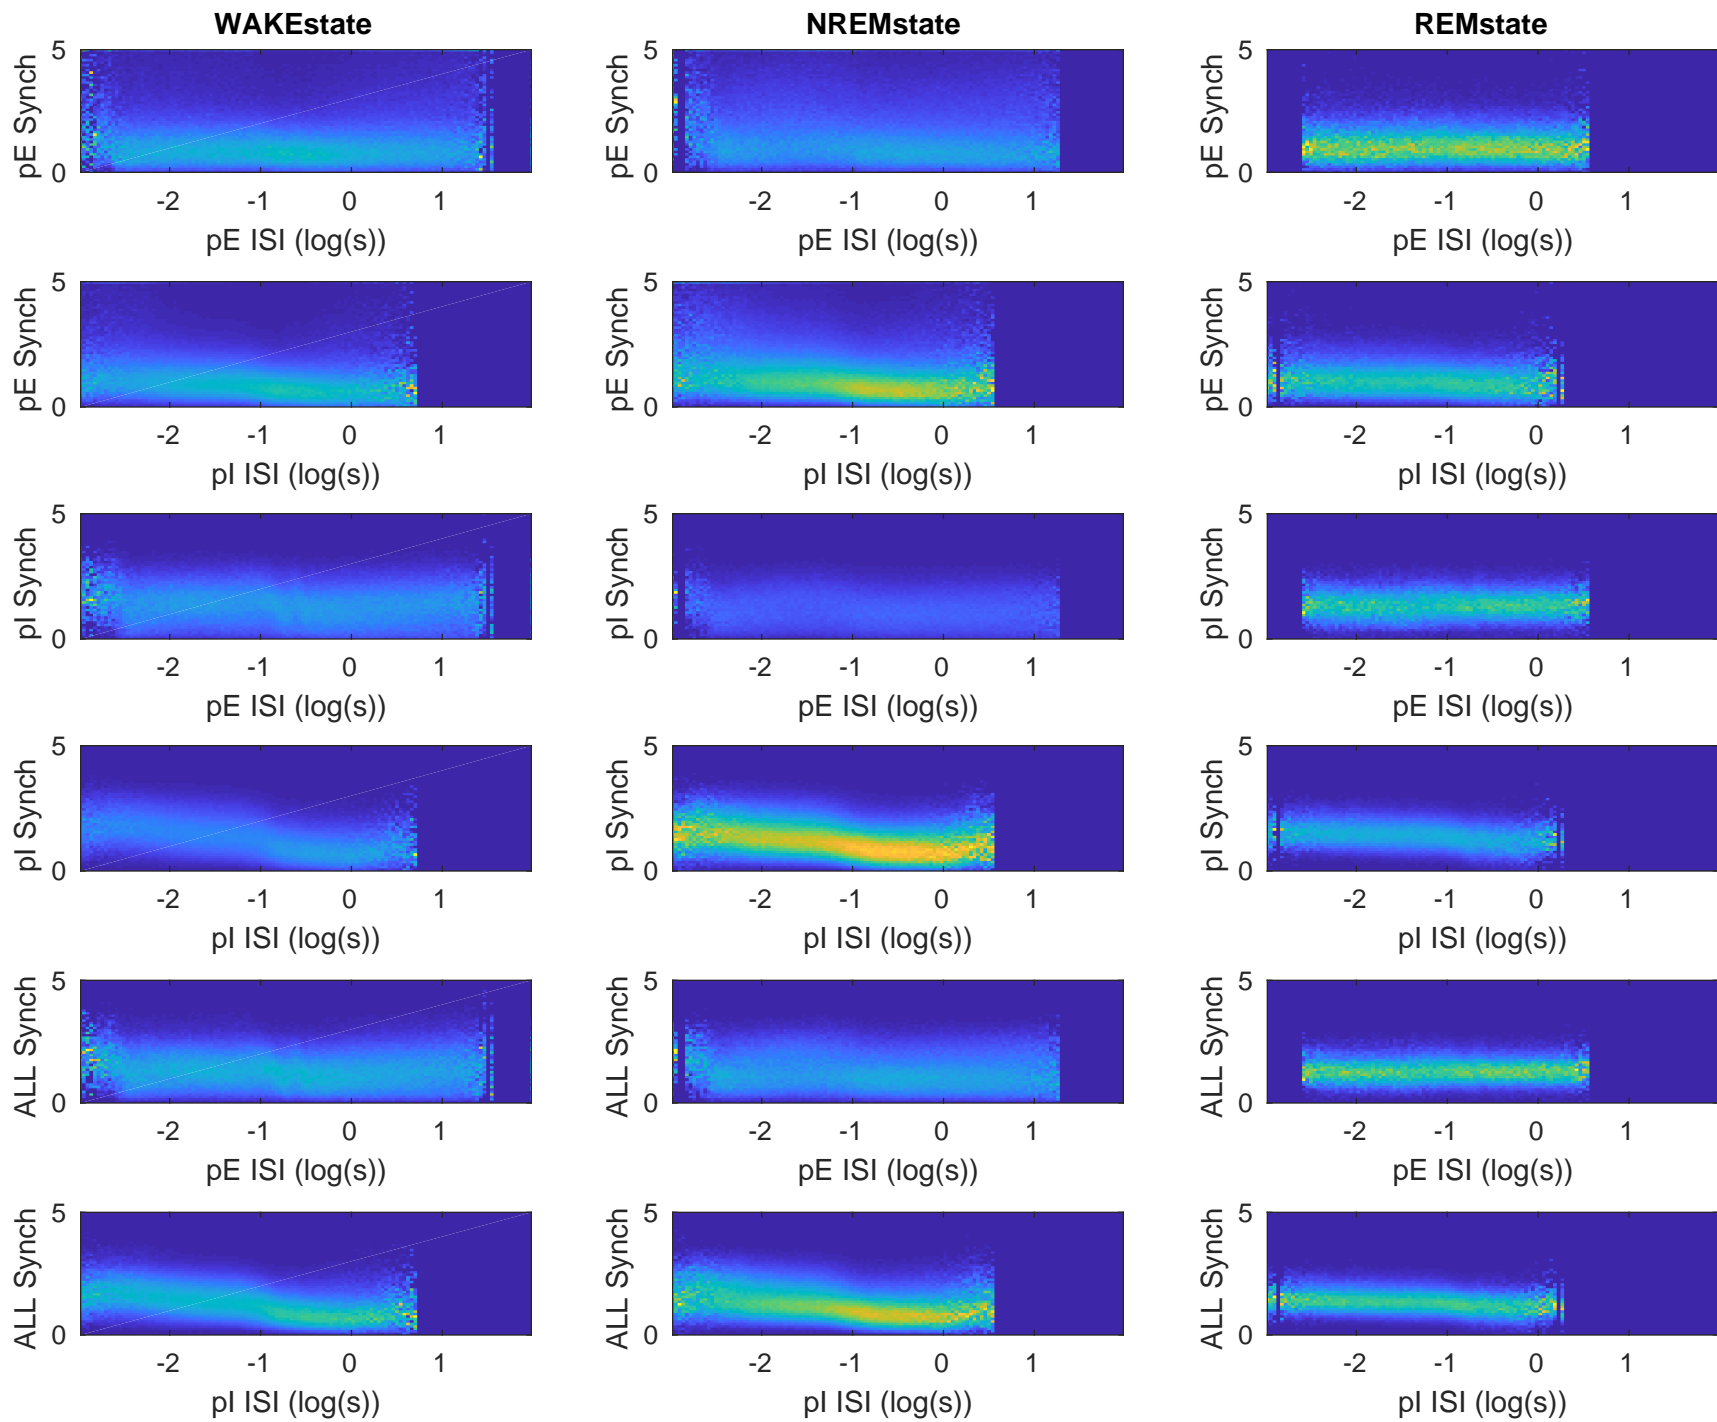 WAKEstate NREMstate REMstate
pE Synch 5 0 pE Synch 5 0 pE Synch 5 0
-2 -1 0 1 -2 -1 0 1 -2 -1 0 1
pE ISI (log(s)) pE ISI (log(s)) pE ISI (log(s))
pE Synch 5 0 pE Synch 5 0 pE Synch 5 0
-2 -1 0 1 -2 -1 0 1 -2 -1 0 1
pI ISI (log(s)) pI ISI (log(s)) pI ISI (log(s))
pI Synch 5 0 pI Synch 5 0 pI Synch 5 0
-2 -1 0 1 -2 -1 0 1 -2 -1 0 1
pE ISI (log(s)) pE ISI (log(s)) pE ISI (log(s))
pI Synch 5 0 pI Synch 5 0 pI Synch 5 0
-2 -1 0 1 -2 -1 0 1 -2 -1 0 1
pI ISI (log(s)) pI ISI (log(s)) pI ISI (log(s))
ALL Synch 5 0 ALL Synch 5 0 ALL Synch 5 0
-2 -1 0 1 -2 -1 0 1 -2 -1 0 1
pE ISI (log(s)) pE ISI (log(s)) pE ISI (log(s))
ALL Synch 5 0 ALL Synch 5 0 ALL Synch 5 0
-2 -1 0 1 -2 -1 0 1 -2 -1 0 1
pI ISI (log(s)) pI ISI (log(s)) pI ISI (log(s))